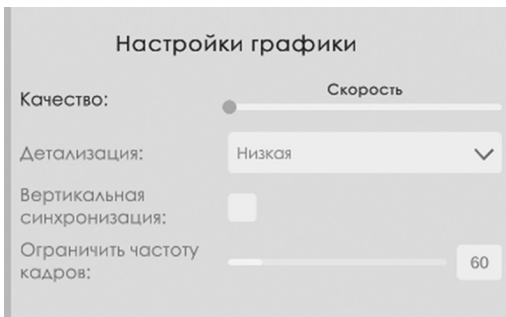 Настройки графики
Скорость
Качество:
Детализация:
Низкая
Вертикальная
синхронизация:
Ограничить частоту
кадров:
60